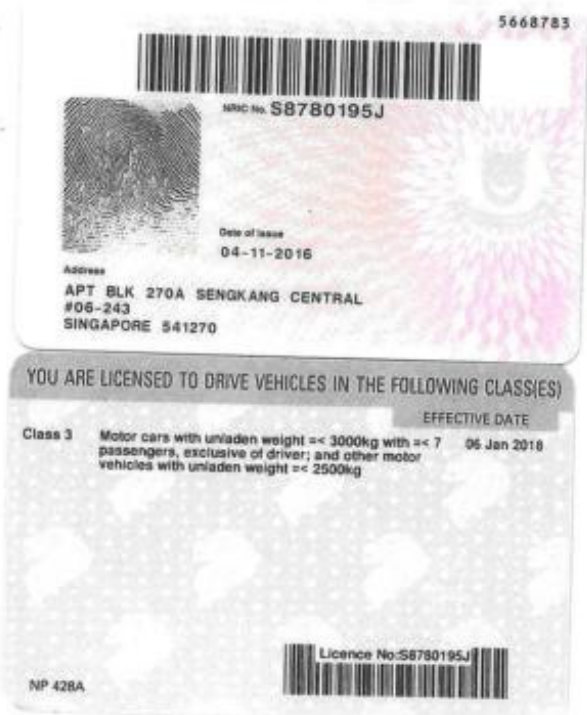 5668783
NRIC No. S8780195J
Date of Issue
04-11-2016
Address
APT BLK 270A SENGKANG CENTRAL
#06-243
SINGAPORE 541270
YOU ARE LICENSED TO DRIVE VEHICLES IN THE FOLLOWING CLASS(ES)
EFFECTIVE DATE
Class 3 Motor cars with unladen weight =< 3000kg with =< 7 06 Jan 2018
passengers, exclusive of driver; and other motor
vehicles with unladen weight =< 2500kg
Licence No:S8780195J
NP 428A